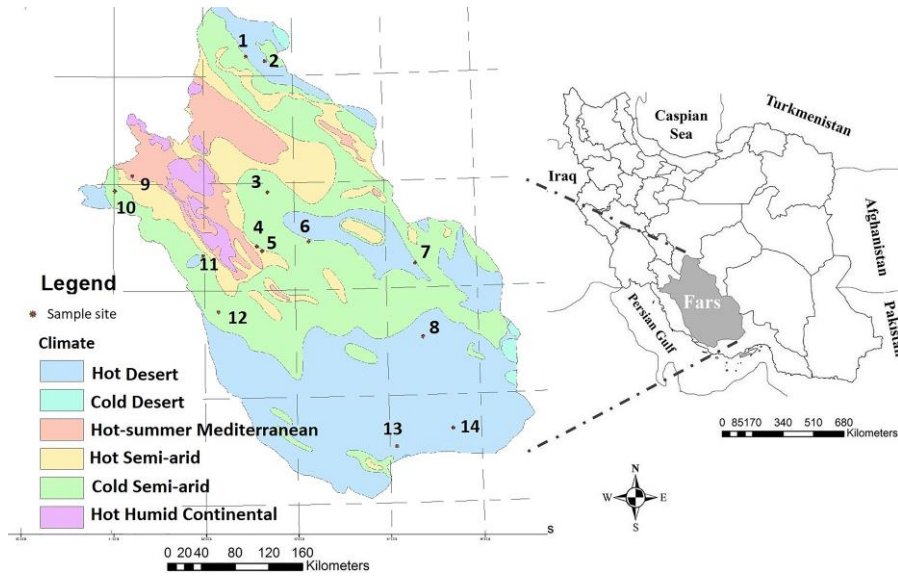 1
2
3
4
5
6
7
8
9
10
11
12
13
14
Legend
Sample site
Climate
Hot Desert
Cold Desert
Hot-summer Mediterranean
Hot Semi-arid
Cold Semi-arid
Hot Humid Continental
0 20 40 80 120 160
Kilometers
S
Caspian
Sea
Turkmenistan
Iraq
Afghanistan
Pakistan
Fars
Persian Gulf
0 85 170 340 510 680
Kilometers
N
W E
S